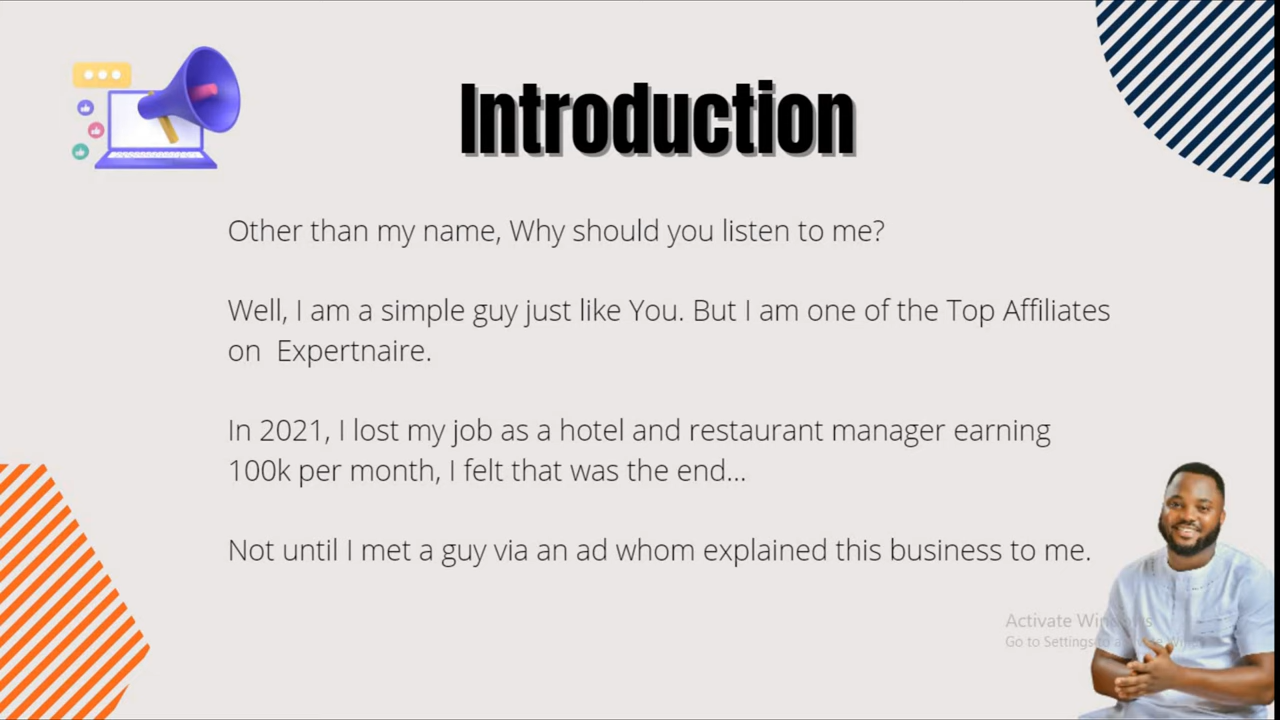 Introduction
Other than my name, Why should you listen to me?
Well, I am a simple guy just like You. But I am one of the Top Affiliates
on Expertnaire.
In 2021, I lost my job as a hotel and restaurant manager earning
100k per month, I felt that was the end...
Not until I met a guy via an ad whom explained this business to me.
Activate Windows
Go to Settings to